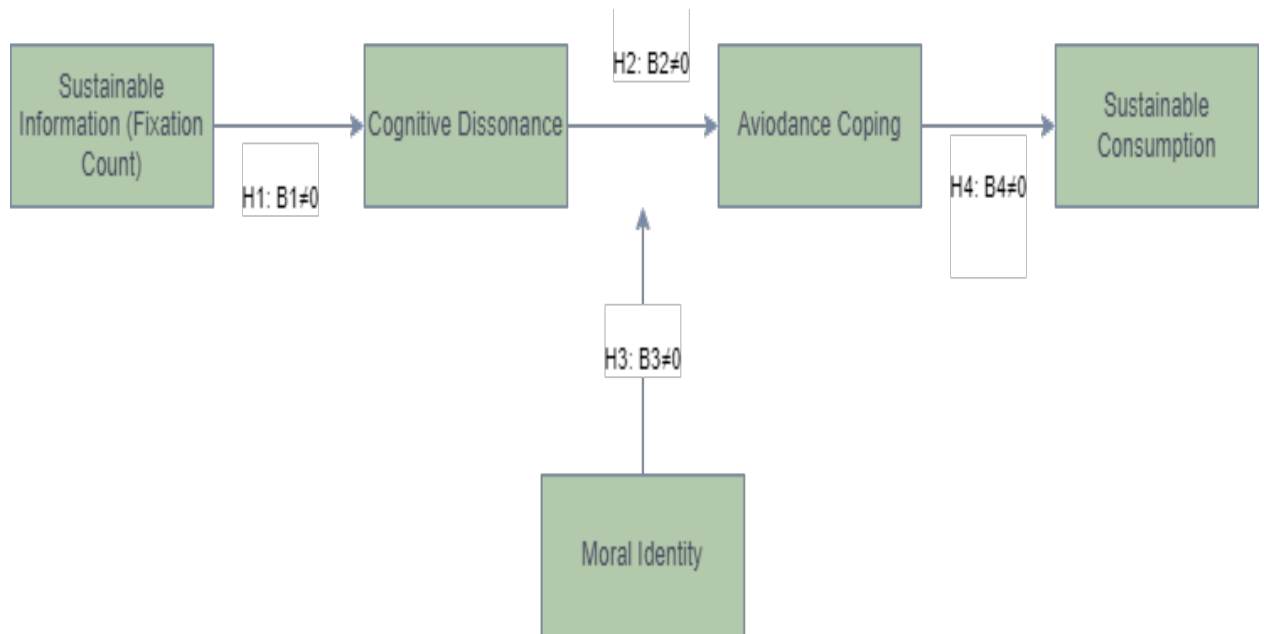 H2: B2≠0
Sustainable
Information (Fixation
Count)
Cognitive Dissonance
Aviodance Coping
Sustainable
Consumption
H1: B1≠0
H4: B4≠0
H3: B3≠0
Moral Identity